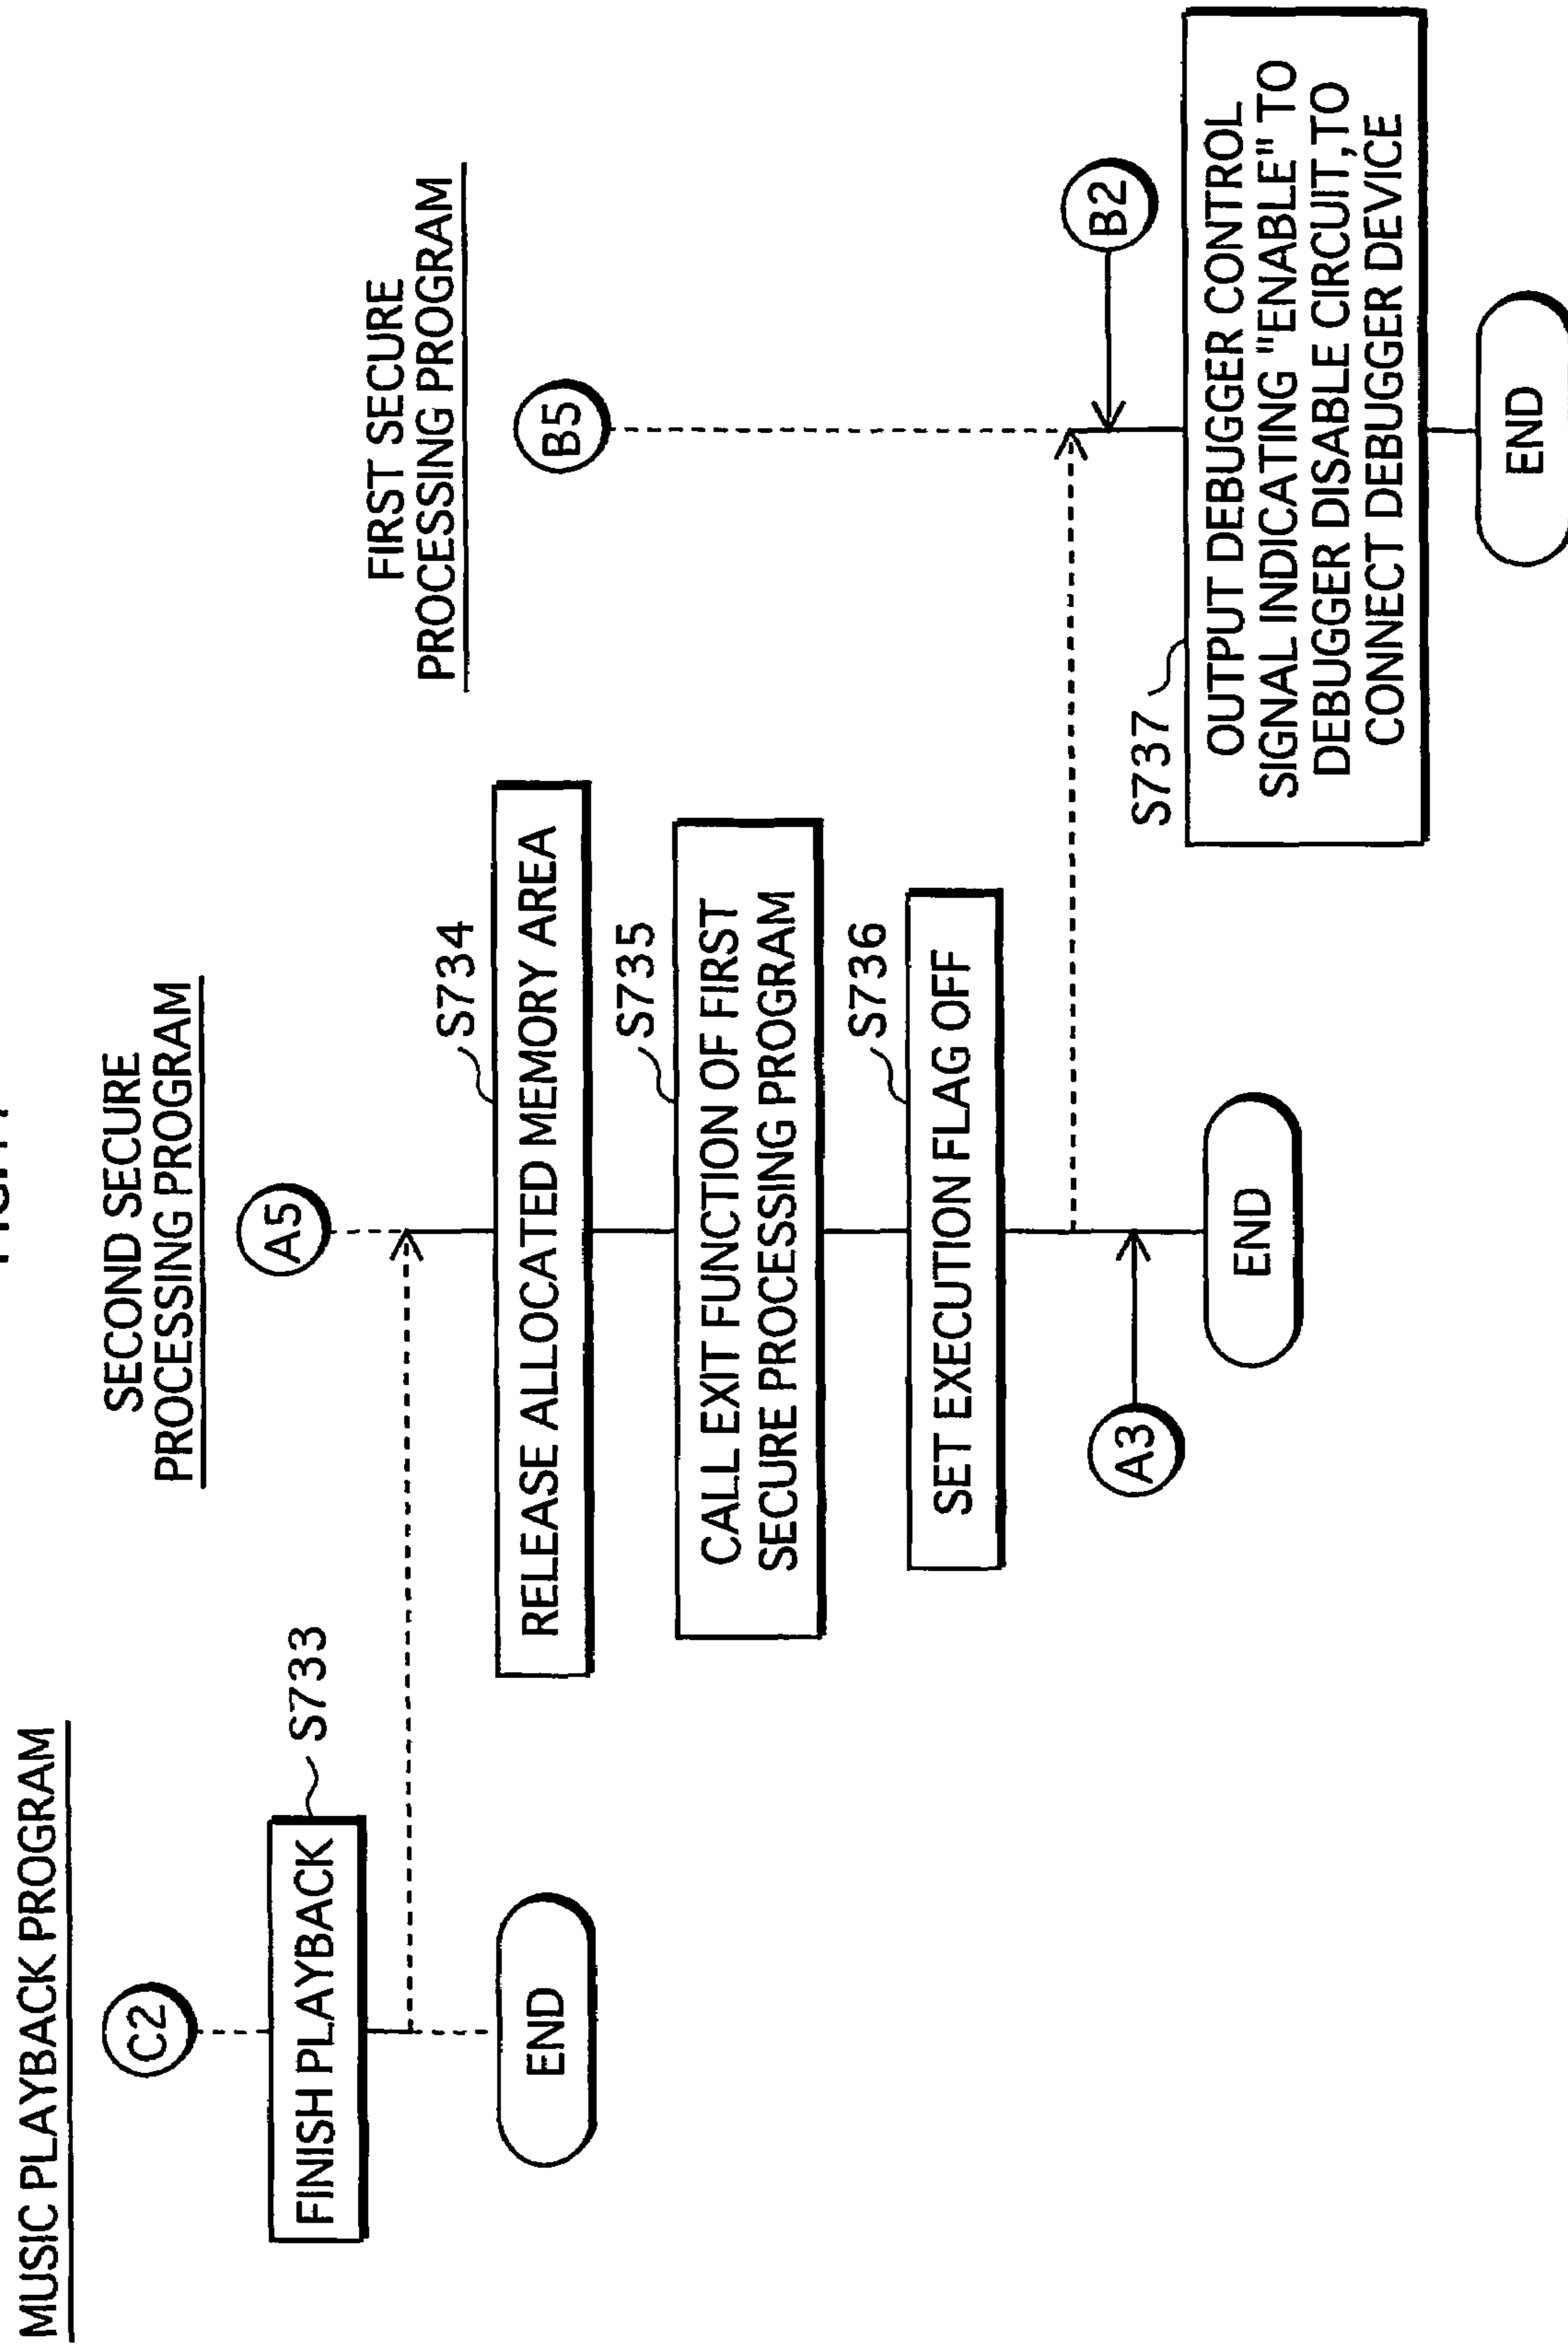 MUSIC PLAYBACK PROGRAM
C2
FINISH PLAYBACK
S733
END
SECOND SECURE
PROCESSING PROGRAM
A5
S734
RELEASE ALLOCATED MEMORY AREA
S735
CALL EXIT FUNCTION OF FIRST
SECURE PROCESSING PROGRAM
S736
SET EXECUTION FLAG OFF
A3
END
FIRST SECURE
PROCESSING PROGRAM
B5
B2
S737
OUTPUT DEBUGGER CONTROL
SIGNAL INDICATING "ENABLE" TO
DEBUGGER DISABLE CIRCUIT,TO
CONNECT DEBUGGER DEVICE
END